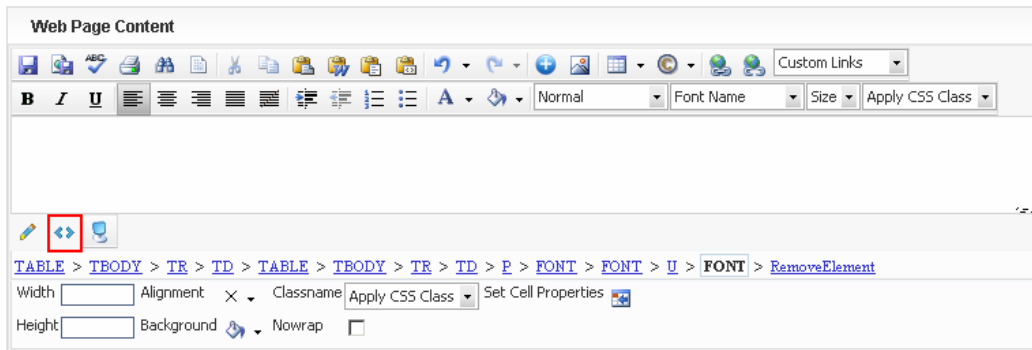 Web Page Content
ABC Custom Links
B I U A Normal Font Name Size Apply CSS Class
TABLE > TBODY > TR > TD > TABLE > TBODY > TR > TD > P > FONT > FONT > U > FONT > RemoveElement
Width Alignment Classname Apply CSS Class Set Cell Properties
Height Background Nowrap